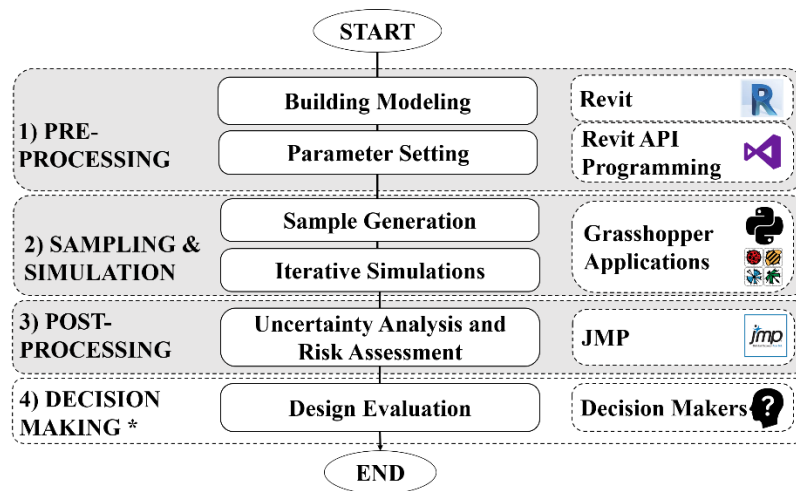 START
1) PRE-
PROCESSING
Building Modeling
Revit
R
Parameter Setting
Revit API
Programming
2) SAMPLING &
SIMULATION
Sample Generation
Iterative Simulations
Grasshopper
Applications
3) POST-
PROCESSING
Uncertainty Analysis and
Risk Assessment
JMP
jmp
4) DECISION
MAKING *
Design Evaluation
Decision Makers
?
END